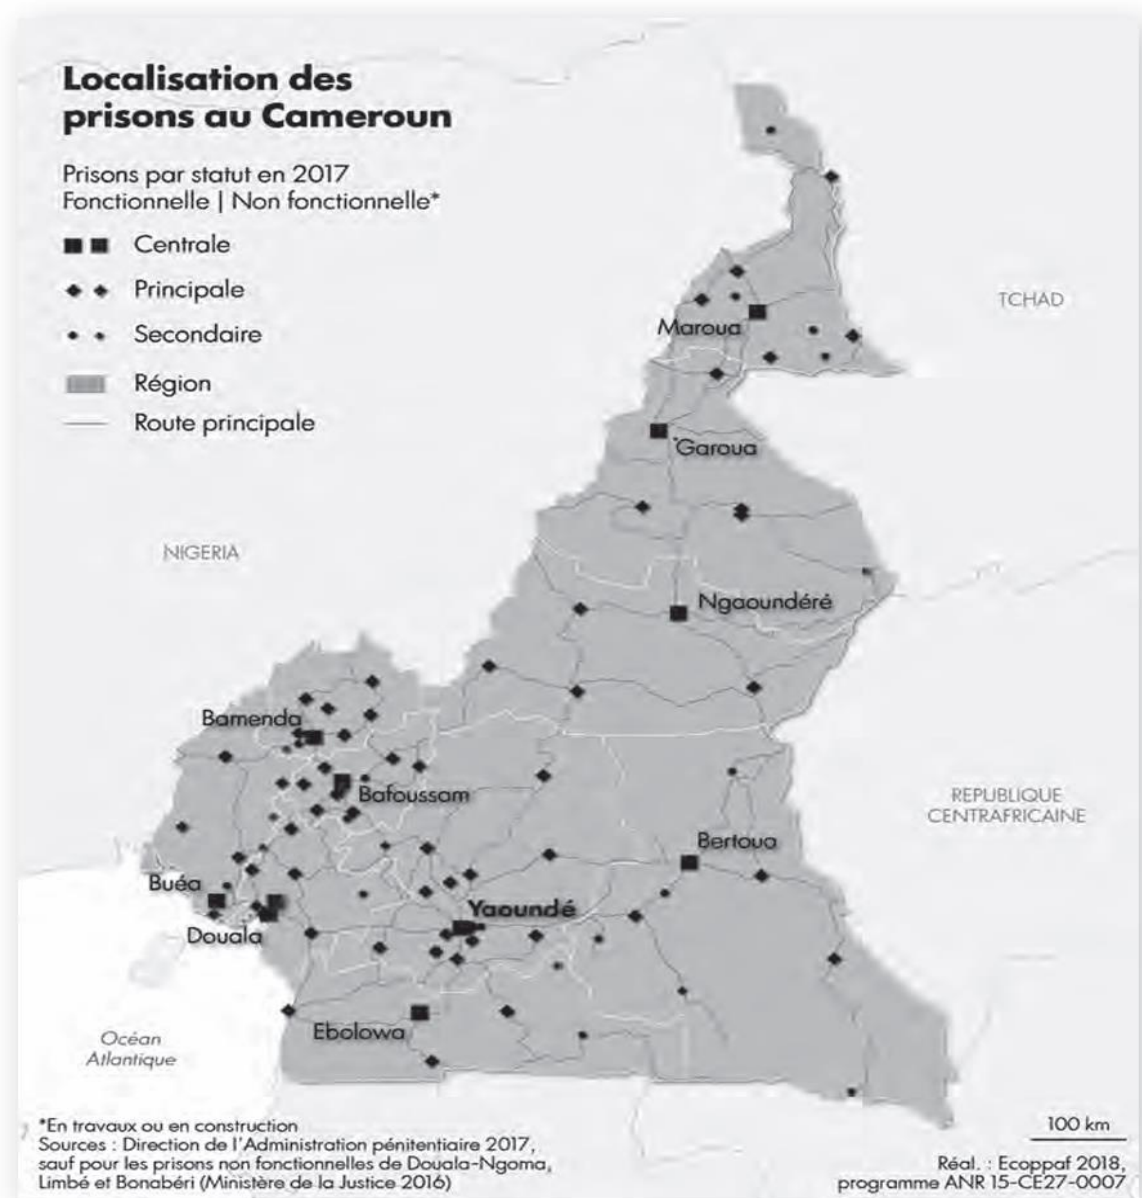 Localisation des
prisons au Cameroun
Prisons par statut en 2017
Fonctionnelle | Non fonctionnelle*
Centrale
Principale
Secondaire
Région
Route principale
TCHAD
Maroua
Garoua
NIGERIA
Ngaoundéré
Bamenda
Bafoussam
REPUBLIQUE
CENTRAFRICAINE
Bertoua
Buéa
Yaoundé
Douala
Ebolowa
Océan
Atlantique
*En travaux ou en construction
Sources : Direction de l'Administration pénitentiaire 2017,
sauf pour les prisons non fonctionnelles de Douala-Ngoma,
Limbé et Bonabéri (Ministère de la Justice 2016)
100 km
Réal. : Ecoppaf 2018,
programme ANR 15-CE27-0007